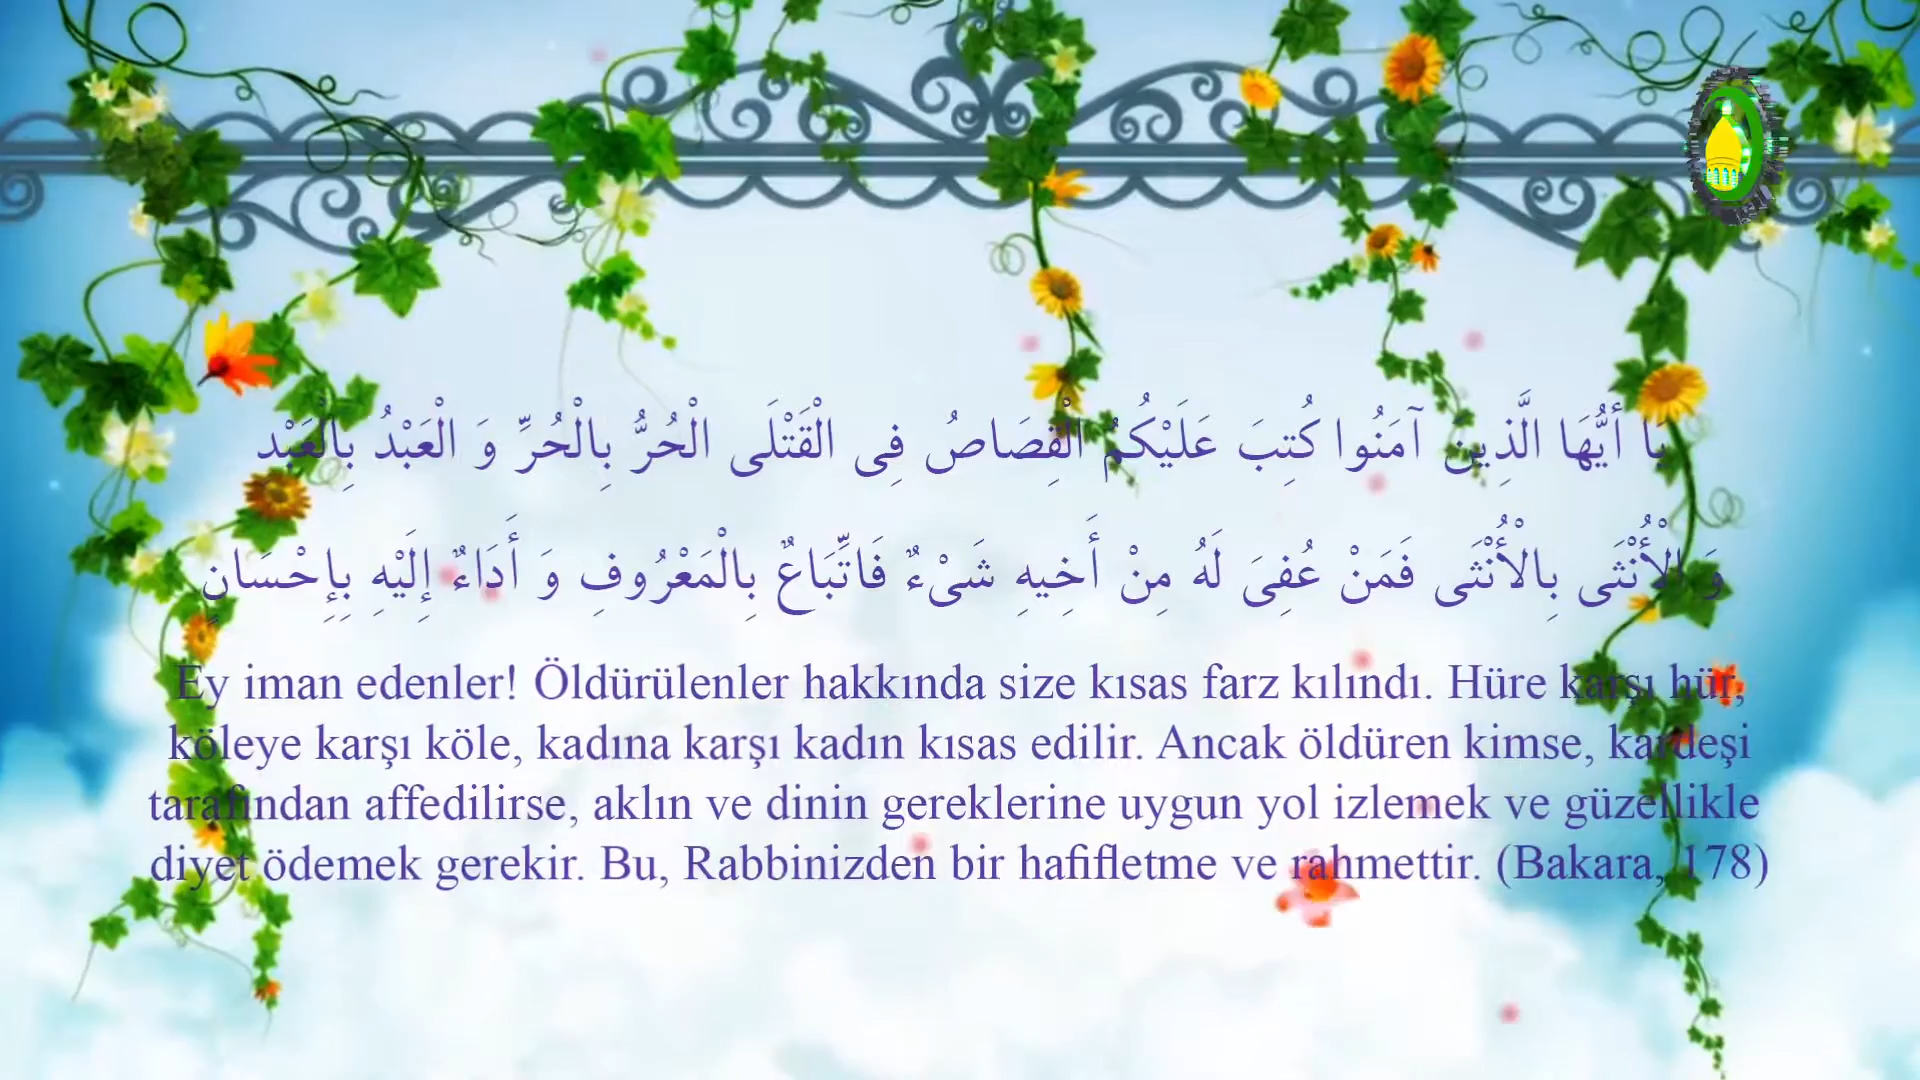 يَا أَيُّهَا الَّذِينَ آمَنُوا كُتِبَ عَلَيْكُمُ الْقِصَاصُ فِى الْقَتْلَى الْحُرُّ بِالْحُرِّ وَ الْعَبْدُ بِالْعَبْدِ
وَ الْأُنْثَى بِالْأُنْثَى فَمَنْ عُفِىَ لَهُ مِنْ أَخِيهِ شَىْءٌ فَاتِّبَاعٌ بِالْمَعْرُوفِ وَ أَدَاءٌ إِلَيْهِ بِإِحْسَانٍ
Ey iman edenler! Öldürülenler hakkında size kısas farz kılındı. Hüre karşı hür,
köleye karşı köle, kadına karşı kadın kısas edilir. Ancak öldüren kimse, kardeşi
tarafından affedilirse, aklın ve dinin gereklerine uygun yol izlemek ve güzellikle
diyet ödemek gerekir. Bu, Rabbinizden bir hafifletme ve rahmettir. (Bakara, 178)